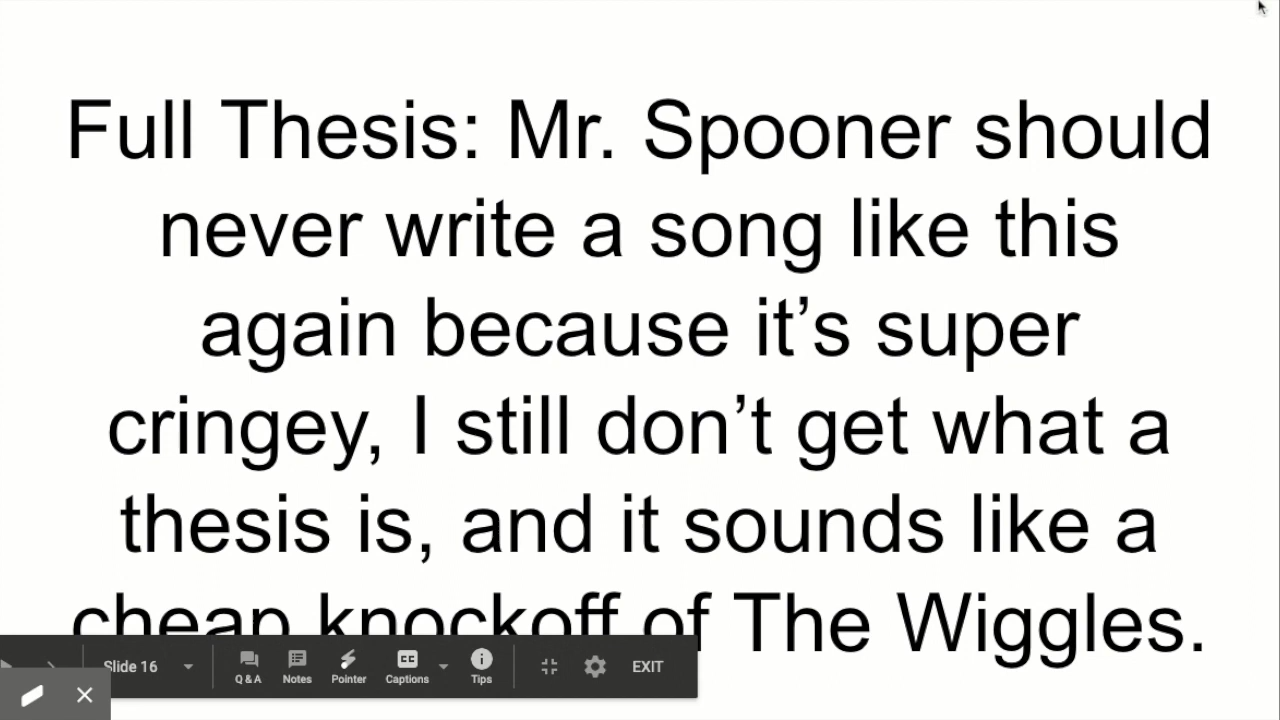 Full Thesis: Mr. Spooner should
never write a song like this
again because it’s super
cringey, I still don’t get what a
thesis is, and it sounds like a
cheap knockoff of The Wiggles.
Slide 16 Q & A Notes Pointer CC Captions Tips EXIT